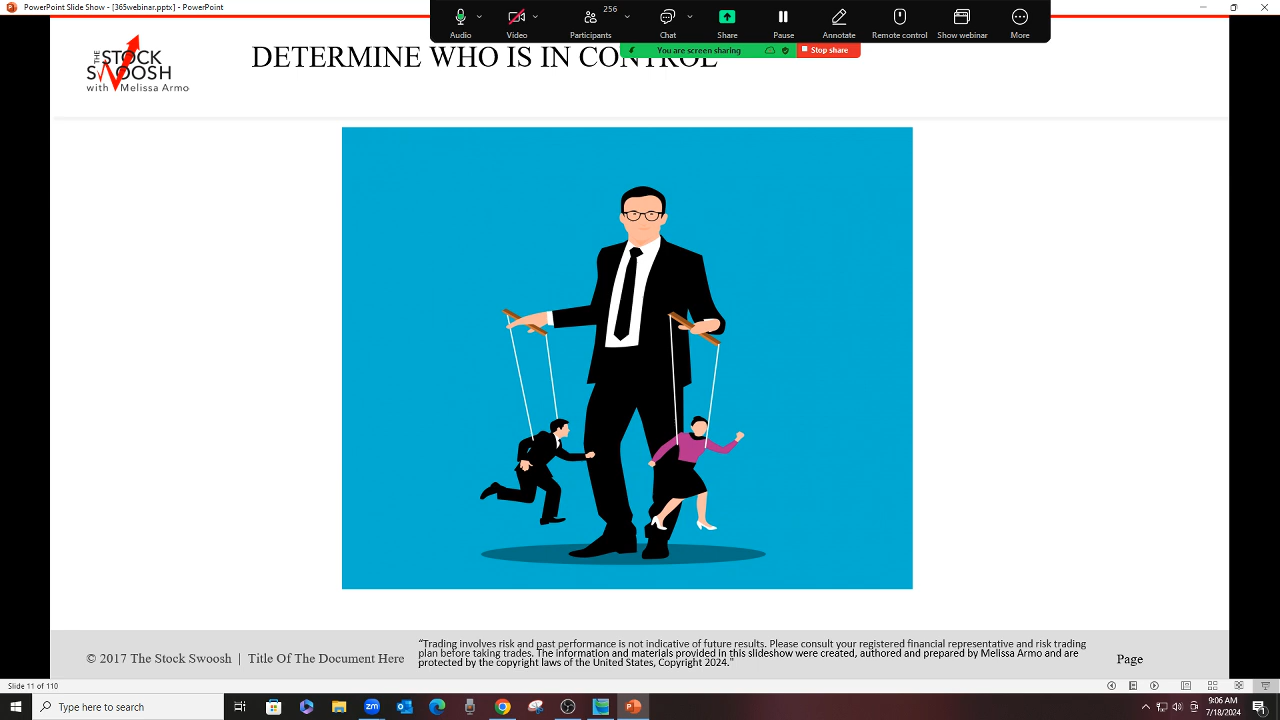 PowerPoint Slide Show - [365webinar.pptx] - PowerPoint
256
Audio
Video
Participants
Chat
Share
Pause
Annotate
Remote control
Show webinar
More
You are screen sharing
Stop share
THE
STOCK
SWOOSH
with Melissa Armo
DETERMINE WHO IS IN CONTROL
© 2017 The Stock Swoosh | Title Of The Document Here
"Trading involves risk and past performance is not indicative of future results. Please consult your registered financial representative and risk trading
plan before taking trades. The information and materials provided in this slideshow were created, authored and prepared by Melissa Armo and are
protected by the copyright laws of the United States, Copyright 2024."
Page
Slide 11 of 110
Type here to search
zm
9:06 AM
7/18/2024
1